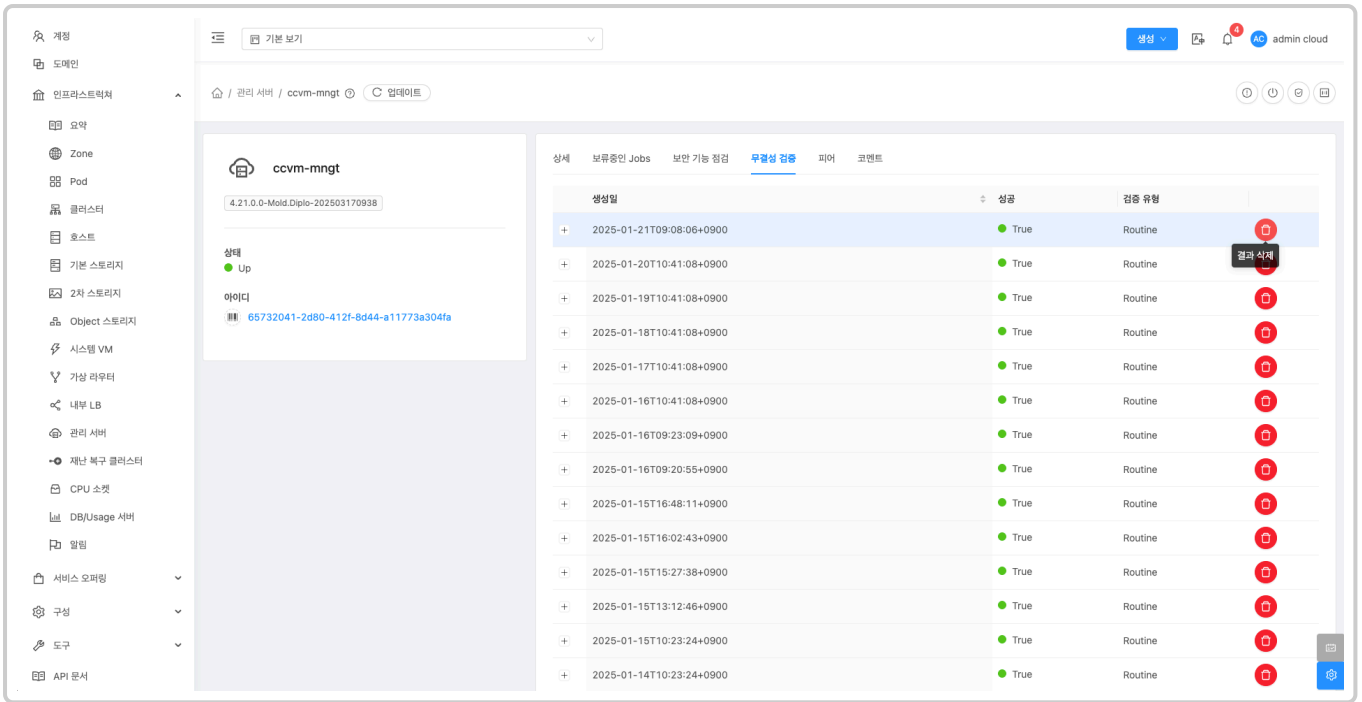 계정
도메인
인프라스트럭쳐
요약
Zone
Pod
클러스터
호스트
기본 스토리지
2차 스토리지
Object 스토리지
시스템 VM
가상 라우터
내부 LB
관리 서버
재난 복구 클러스터
CPU 소켓
DB/Usage 서버
알림
서비스 오퍼링
구성
도구
API 문서
기본 보기
생성
4
AC admin cloud
/ 관리 서버 / ccvm-mngt 업데이트
ccvm-mngt
4.21.0.0-Mold.Diplo-202503170938
상태
Up
아이디
65732041-2d80-412f-8d44-a11773a304fa
상세 보류중인 Jobs 보안 기능 점검 무결성 검증 피어 코멘트
생성일 성공 검증 유형
2025-01-21T09:08:06+0900 True Routine
결과 삭제
2025-01-20T10:41:08+0900 True Routine
2025-01-19T10:41:08+0900 True Routine
2025-01-18T10:41:08+0900 True Routine
2025-01-17T10:41:08+0900 True Routine
2025-01-16T10:41:08+0900 True Routine
2025-01-16T09:23:09+0900 True Routine
2025-01-16T09:20:55+0900 True Routine
2025-01-15T16:48:11+0900 True Routine
2025-01-15T16:02:43+0900 True Routine
2025-01-15T15:27:38+0900 True Routine
2025-01-15T13:12:46+0900 True Routine
2025-01-15T10:23:24+0900 True Routine
2025-01-14T10:23:24+0900 True Routine